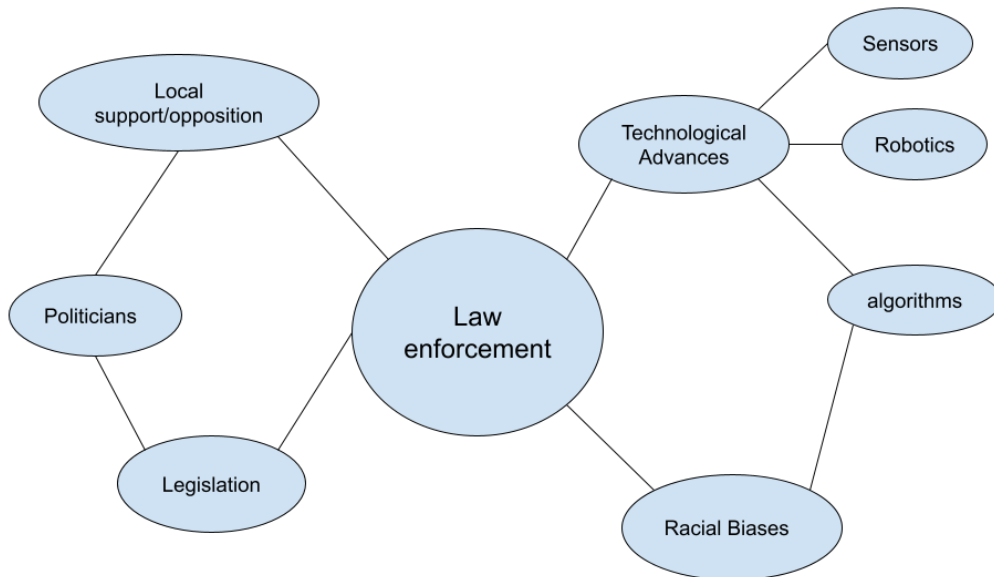 Sensors
Local
support/opposition
Technological
Advances
Robotics
Politicians
Law
enforcement
algorithms
Legislation
Racial Biases